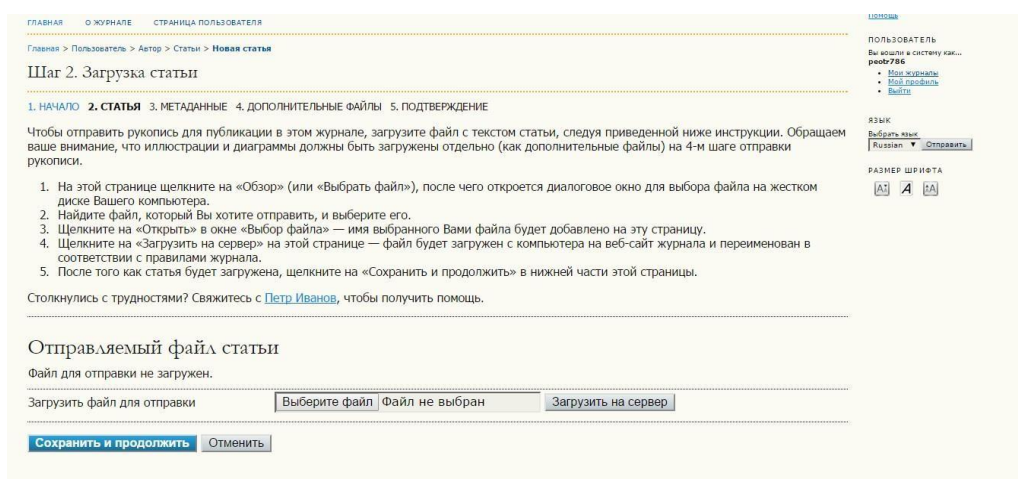 ГЛАВНАЯ О ЖУРНАЛЕ СТРАНИЦА ПОЛЬЗОВАТЕЛЯ
Главная > Пользователь > Автор > Статьи > Новая статья
Шаг 2. Загрузка статьи
1. НАЧАЛО 2. СТАТЬЯ 3. МЕТАДАННЫЕ 4. ДОПОЛНИТЕЛЬНЫЕ ФАЙЛЫ 5. ПОДТВЕРЖДЕНИЕ
Чтобы отправить рукопись для публикации в этом журнале, загрузите файл с текстом статьи, следуя приведенной ниже инструкции. Обращаем
ваше внимание, что иллюстрации и диаграммы должны быть загружены отдельно (как дополнительные файлы) на 4-м шаге отправки
рукописи.
1. На этой странице щелкните на «Обзор» (или «Выбрать файл»), после чего откроется диалоговое окно для выбора файла на жестком
диске Вашего компьютера.
2. Найдите файл, который Вы хотите отправить, и выберите его.
3. Щелкните на «Открыть» в окне «Выбор файла» — имя выбранного Вами файла будет добавлено на эту страницу.
4. Щелкните на «Загрузить на сервер» на этой странице — файл будет загружен с компьютера на веб-сайт журнала и переименован в
соответствии с правилами журнала.
5. После того как статья будет загружена, щелкните на «Сохранить и продолжить» в нижней части этой страницы.
Столкнулись с трудностями? Свяжитесь с Петр Иванов, чтобы получить помощь.
Отправляемый файл статьи
Файл для отправки не загружен.
Загрузить файл для отправки Выберите файл Файл не выбран Загрузить на сервер
Сохранить и продолжить Отменить
Помощь
ПОЛЬЗОВАТЕЛЬ
Вы вошли в систему как...
peotr786
Мои журналы
Мой профиль
Выйти
ЯЗЫК
Выбрать язык
Russian Отправить
РАЗМЕР ШРИФТА
A A A